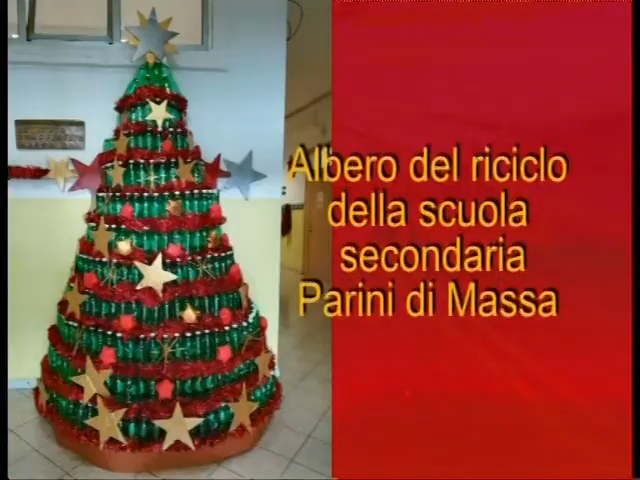 Albero del riciclo
della scuola
secondaria
Parini di Massa